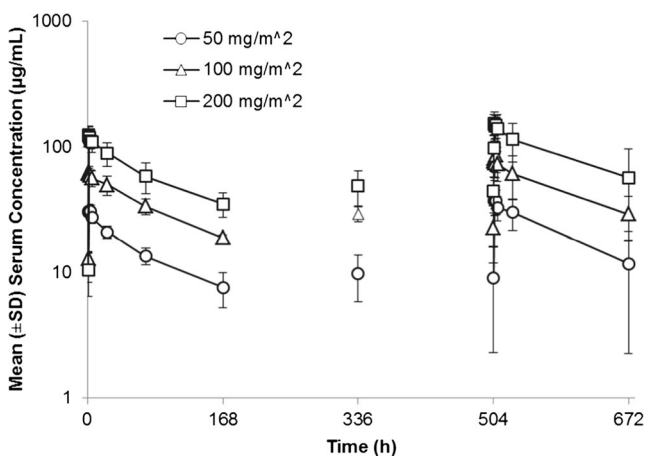 1000
100
10
1
Mean (±SD) Serum Concentration (µg/mL)
50 mg/m^2
100 mg/m^2
200 mg/m^2
0 168 336 504 672
Time (h)